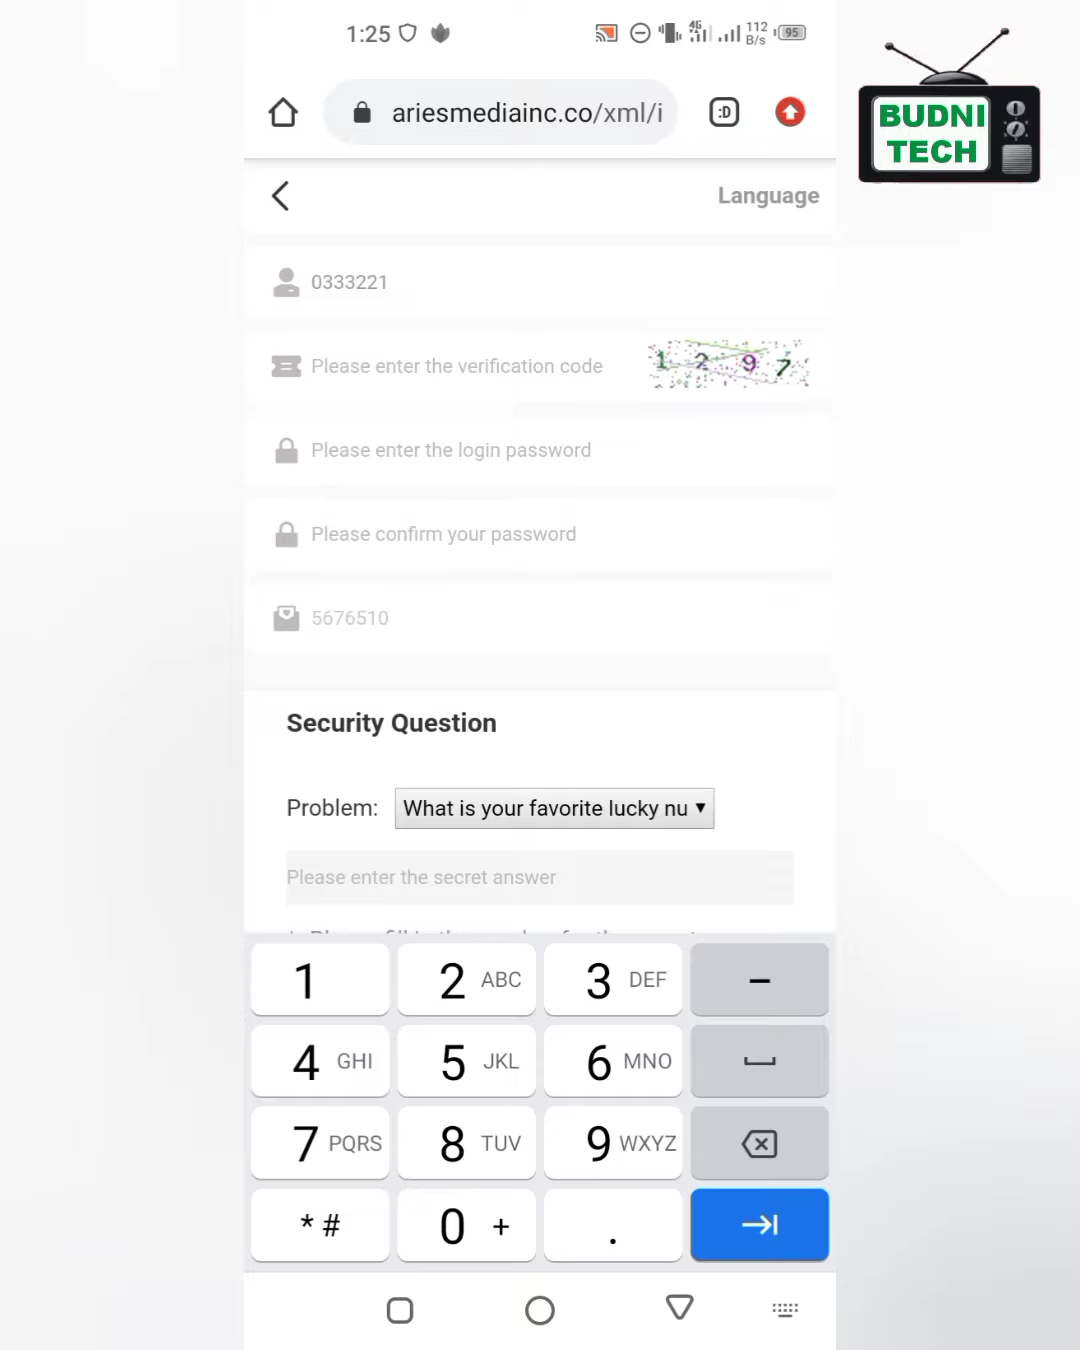 1:25
4G
112
B/s
95
ariesmediainc.co/xml/i
:D
BUDNI
TECH
Language
0333221
Please enter the verification code
1 2 9 7
Please enter the login password
Please confirm your password
5676510
Security Question
Problem:
What is your favorite lucky nu
Please enter the secret answer
1
2 ABC
3 DEF
–
4 GHI
5 JKL
6 MNO
7 PQRS
8 TUV
9 WXYZ
* #
0 +
.